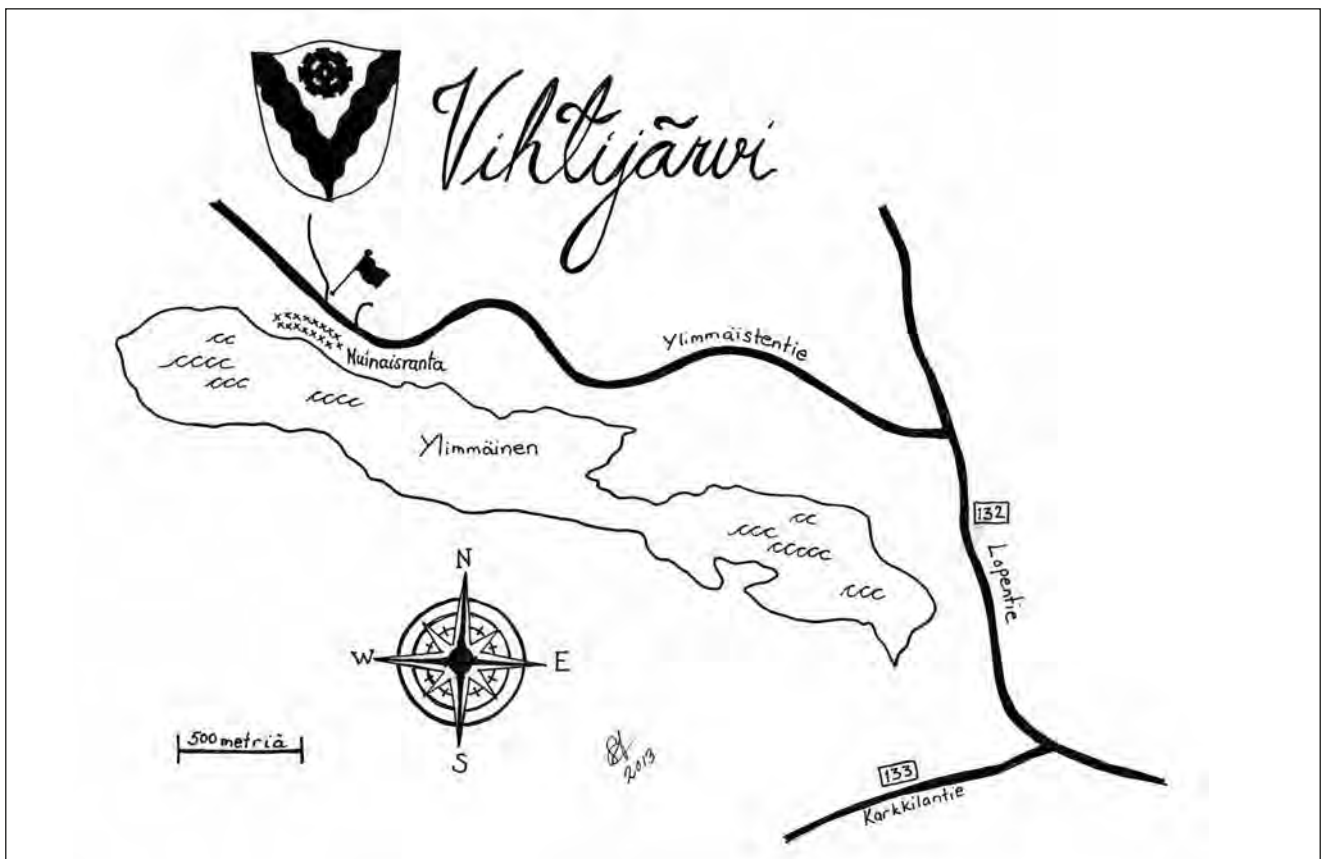 Vihtijärvi
Ylimmäistentie
Muinaisranta
Ylimmäinen
132
Lopentie
N
W
E
S
500 metriä
2013
133
Karkkilantie